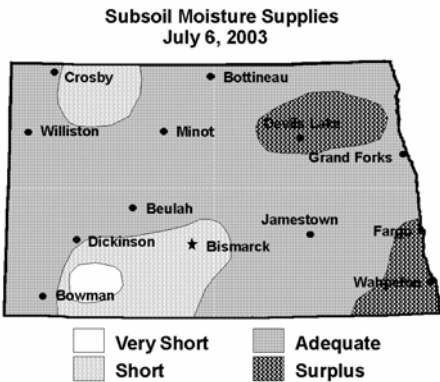 Subsoil Moisture Supplies
July 6, 2003
Crosby
Bottineau
Williston
Minot
Devils Lake
Grand Forks
Beulah
Jamestown
Dickinson
Bismarck
Fargo
Bowman
Wahpeton
Very Short
Adequate
Short
Surplus